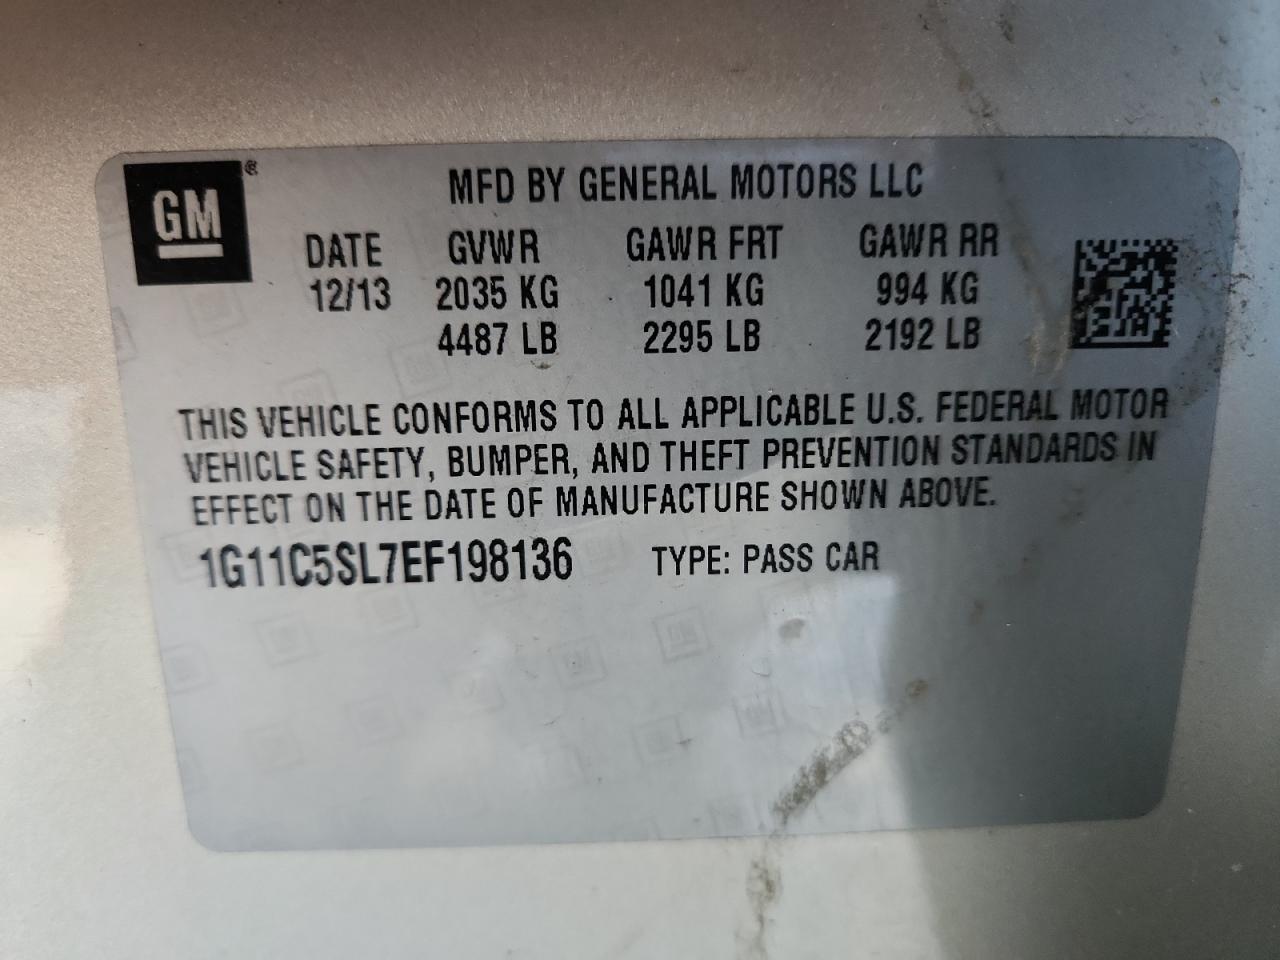 GM ®
MFD BY GENERAL MOTORS LLC
DATE GVWR GAWR FRT GAWR RR
12/13 2035 KG 1041 KG 994 KG
4487 LB 2295 LB 2192 LB
THIS VEHICLE CONFORMS TO ALL APPLICABLE U.S. FEDERAL MOTOR
VEHICLE SAFETY, BUMPER, AND THEFT PREVENTION STANDARDS IN
EFFECT ON THE DATE OF MANUFACTURE SHOWN ABOVE.
1G11C5SL7EF198136 TYPE: PASS CAR